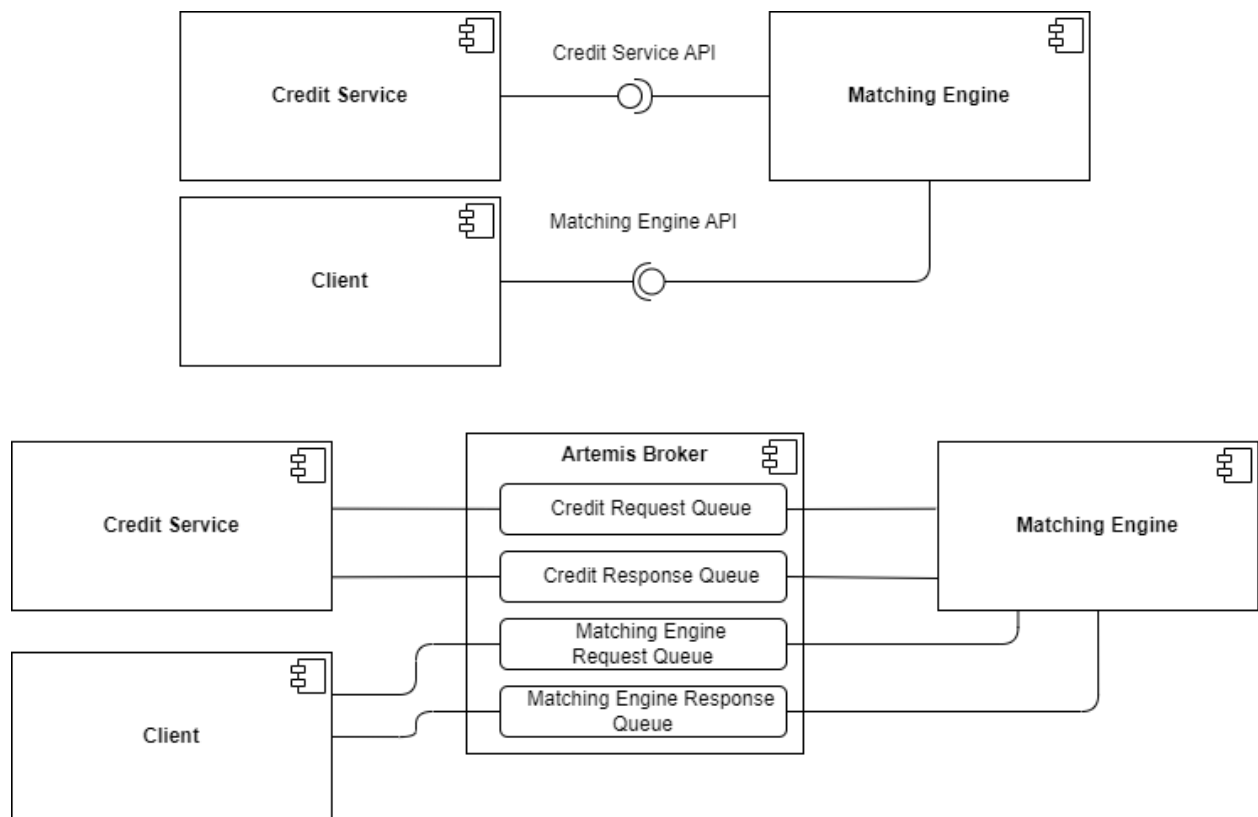 Credit Service API
Credit Service
Matching Engine
Matching Engine API
Client
Artemis Broker
Credit Request Queue
Credit Service
Matching Engine
Credit Response Queue
Matching Engine
Request Queue
Matching Engine Response
Queue
Client